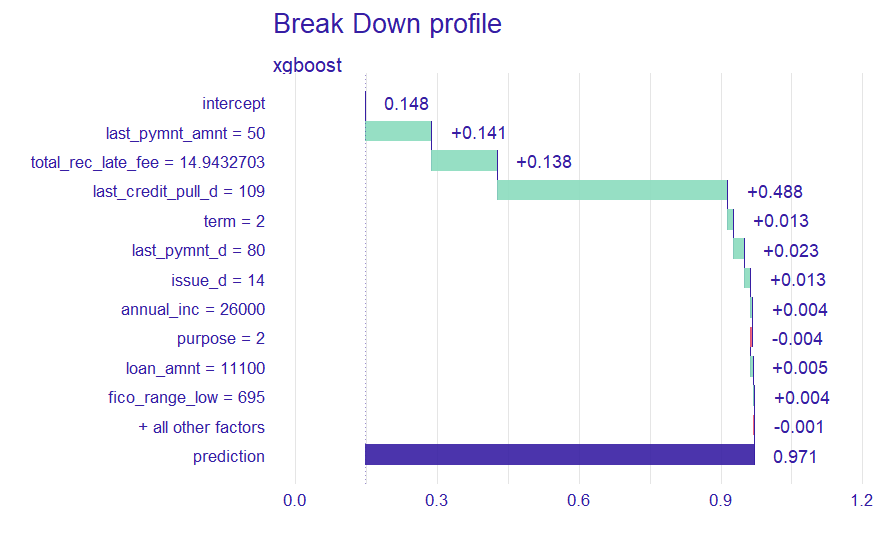 Break Down profile
xgboost
intercept 0.148
last_pymnt_amnt = 50 +0.141
total_rec_late_fee = 14.9432703 +0.138
last_credit_pull_d = 109 +0.488
term = 2 +0.013
last_pymnt_d = 80 +0.023
issue_d = 14 +0.013
annual_inc = 26000 +0.004
purpose = 2 -0.004
loan_amnt = 11100 +0.005
fico_range_low = 695 +0.004
+ all other factors -0.001
prediction 0.971
0.0 0.3 0.6 0.9 1.2